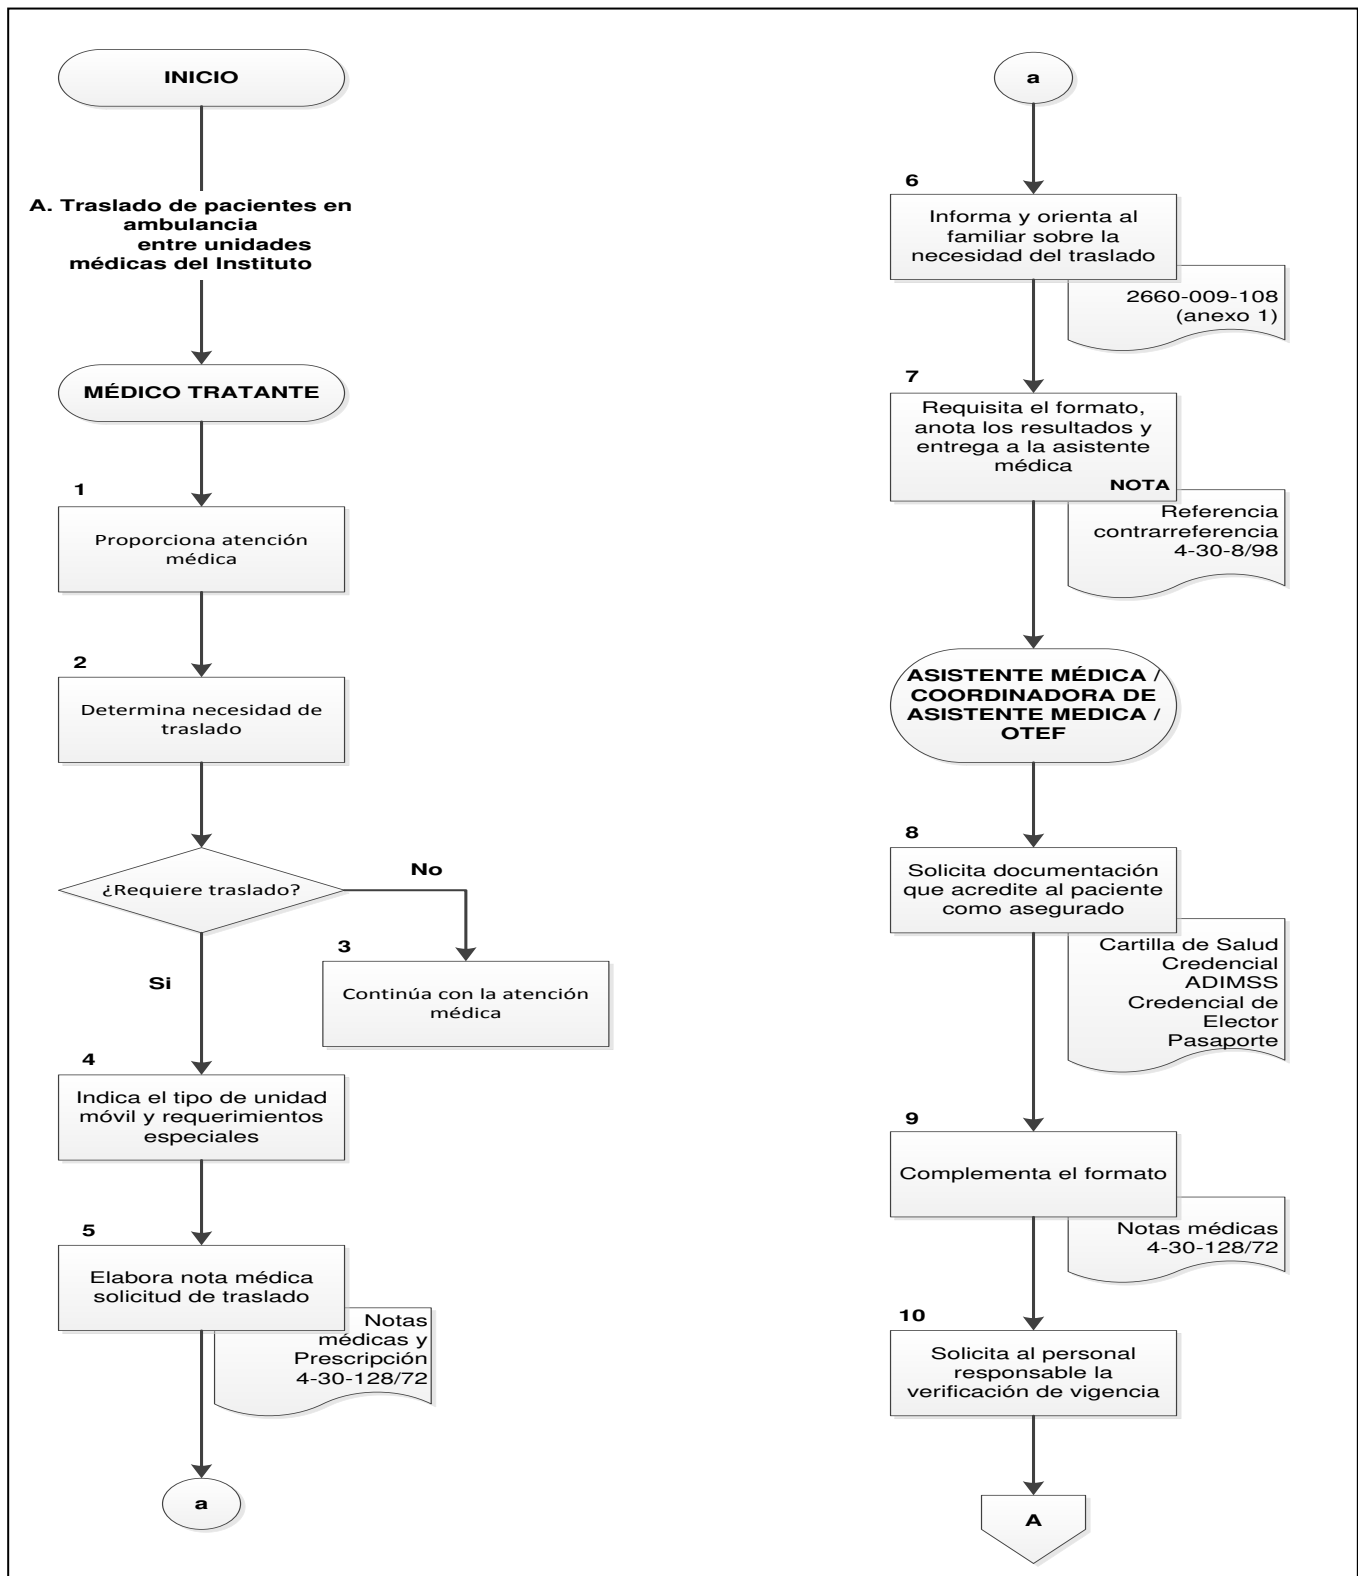 INICIO
A. Traslado de pacientes en
ambulancia
entre unidades
médicas del Instituto
MÉDICO TRATANTE
1
Proporciona atención
médica
2
Determina necesidad de
traslado
¿Requiere traslado?
No
3
Continúa con la atención
médica
Si
4
Indica el tipo de unidad
móvil y requerimientos
especiales
5
Elabora nota médica
solicitud de traslado
Notas
médicas y
Prescripción
4-30-128/72
a
a
6
Informa y orienta al
familiar sobre la
necesidad del traslado
2660-009-108
(anexo 1)
7
Requisita el formato,
anota los resultados y
entrega a la asistente
médica
NOTA
Referencia
contrarreferencia
4-30-8/98
ASISTENTE MÉDICA /
COORDINADORA DE
ASISTENTE MEDICA /
OTEF
8
Solicita documentación
que acredite al paciente
como asegurado
Cartilla de Salud
Credencial
ADIMSS
Credencial de
Elector
Pasaporte
9
Complementa el formato
Notas médicas
4-30-128/72
10
Solicita al personal
responsable la
verificación de vigencia
A